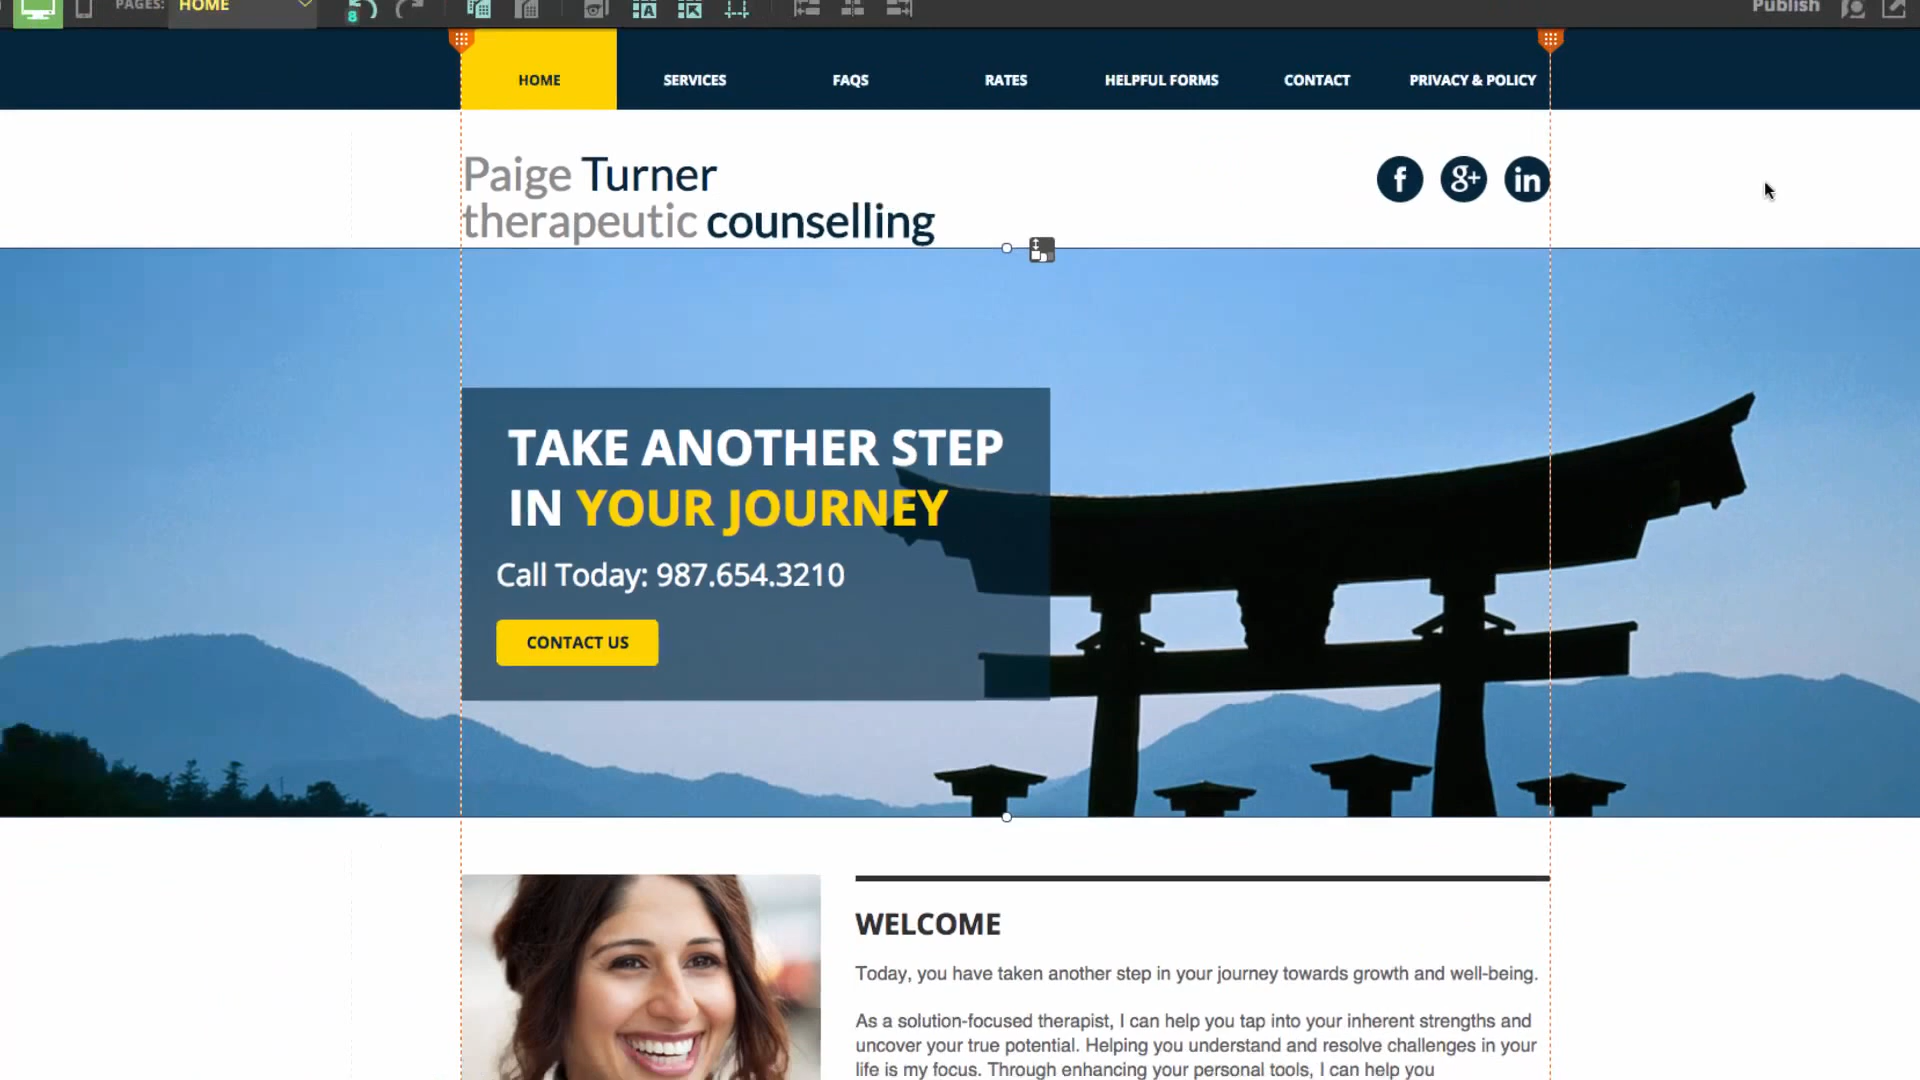 PAGES: HOME
8
Publish
HOME SERVICES FAQS RATES HELPFUL FORMS CONTACT PRIVACY & POLICY
Paige Turner
therapeutic counselling
f g+ in
TAKE ANOTHER STEP
IN YOUR JOURNEY
Call Today: 987.654.3210
CONTACT US
WELCOME
Today, you have taken another step in your journey towards growth and well-being.
As a solution-focused therapist, I can help you tap into your inherent strengths and
uncover your true potential. Helping you understand and resolve challenges in your
life is my focus. Through enhancing your personal tools, I can help you